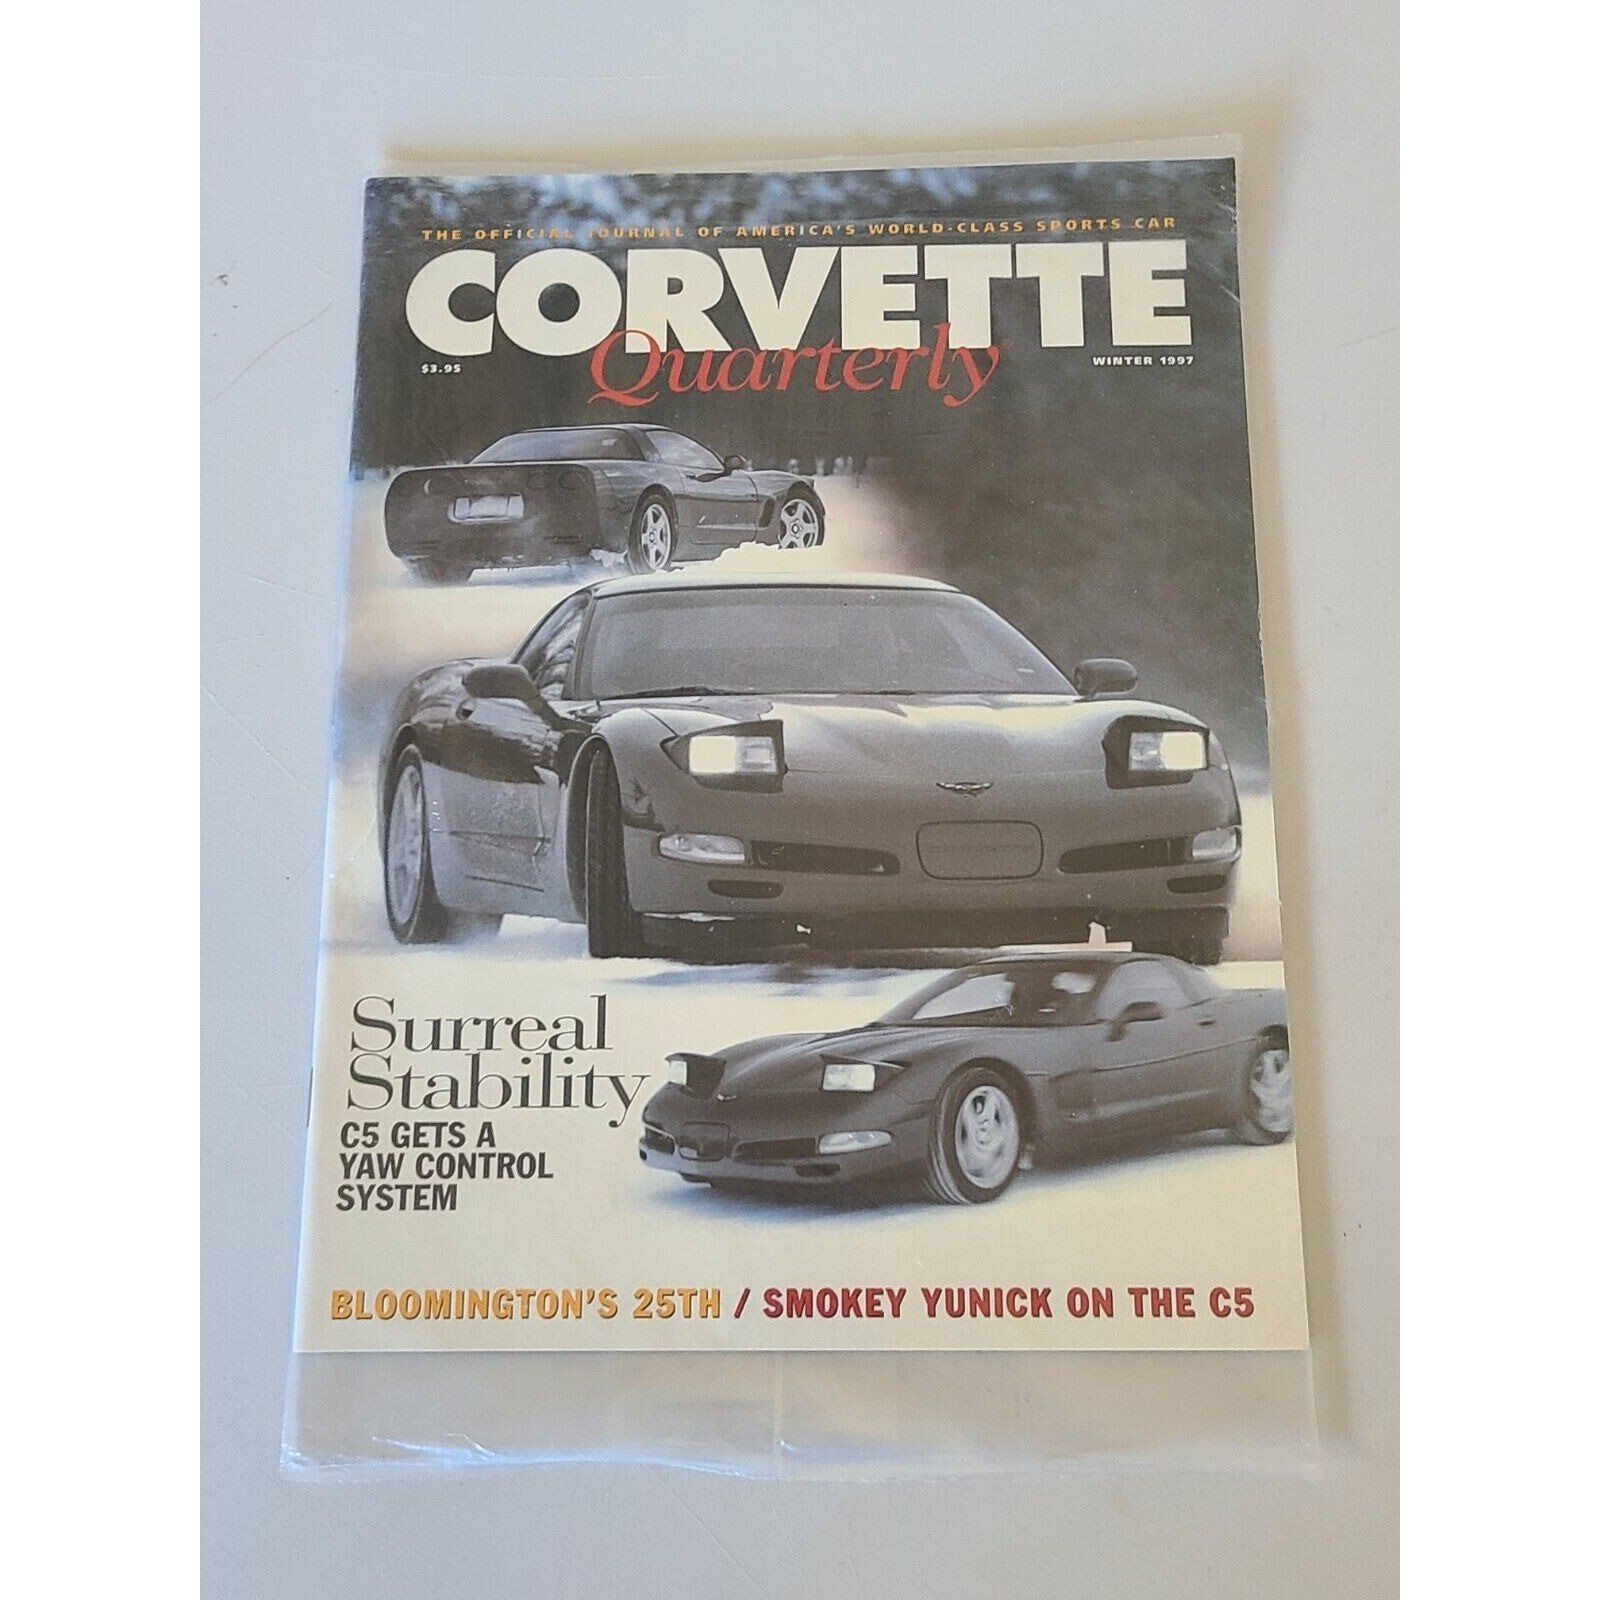 THE OFFICIAL JOURNAL OF AMERICA'S WORLD-CLASS SPORTS CAR
CORVETTE
Quarterly®
$3.95
WINTER 1997
Surreal
Stability
C5 GETS A
YAW CONTROL
SYSTEM
BLOOMINGTON'S 25TH / SMOKEY YUNICK ON THE C5